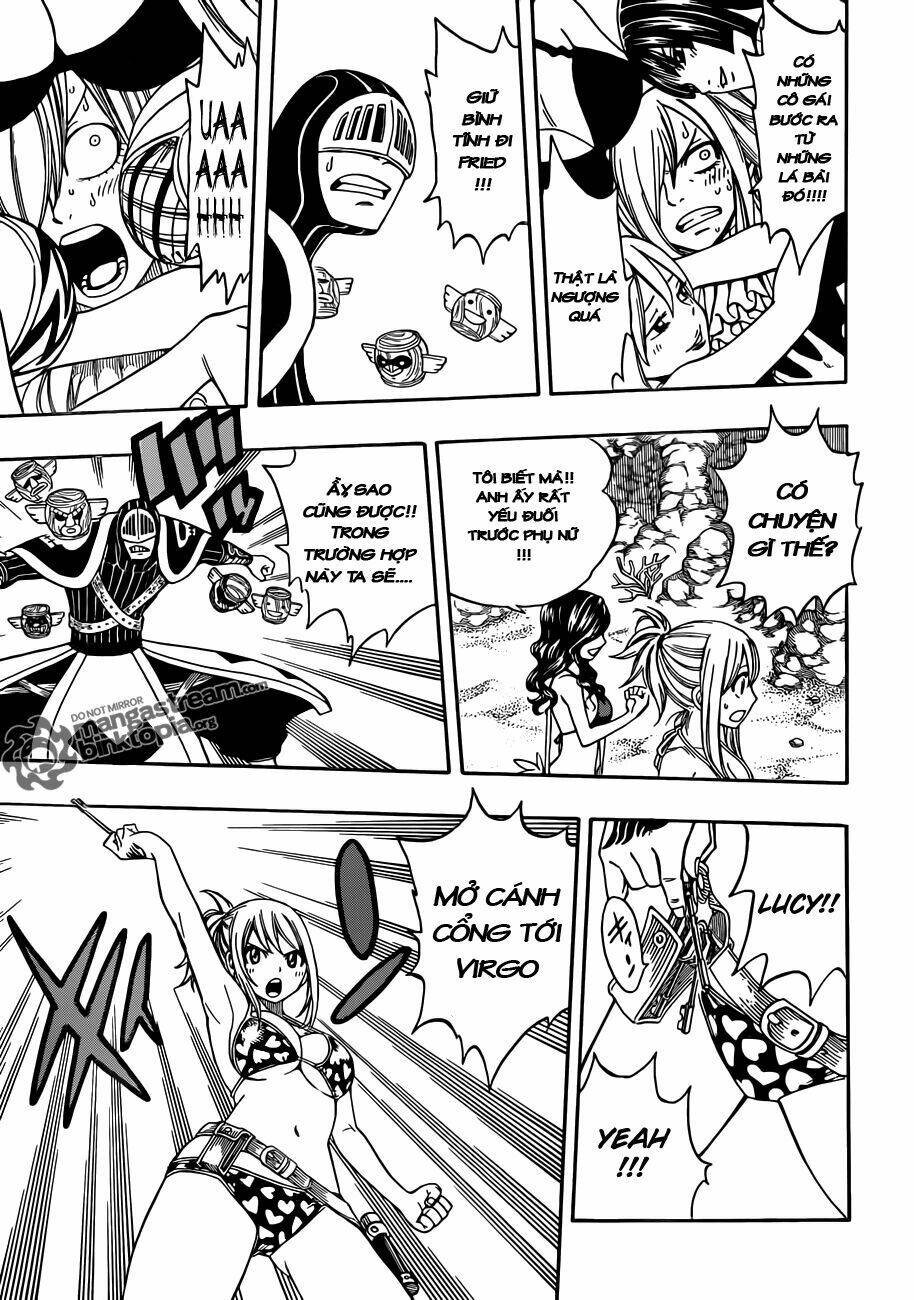 CÓ
NHỮNG
CÔ GÁI
BƯỚC RA
TỪ
NHỮNG
LÁ BÀI
ĐÓ!!!!
THẬT LÀ
NGƯỢNG
QUÁ
GIỮ
BÌNH
TĨNH ĐI
FRIED
!!!
UAA
AAA
!!!!!!
CÓ
CHUYỆN
GÌ THẾ?
TÔI BIẾT MÀ!!
ANH ẤY RẤT
YẾU ĐUỐI
TRƯỚC PHỤ NỮ
!!!
ẤY, SAO
CŨNG ĐƯỢC!!
TRONG
TRƯỜNG HỢP
NÀY TA SẼ....
DO NOT MIRROR
mangastream.com
binktopia.org
LUCY!!
YEAH
!!!
MỞ CÁNH
CỔNG TỚI
VIRGO